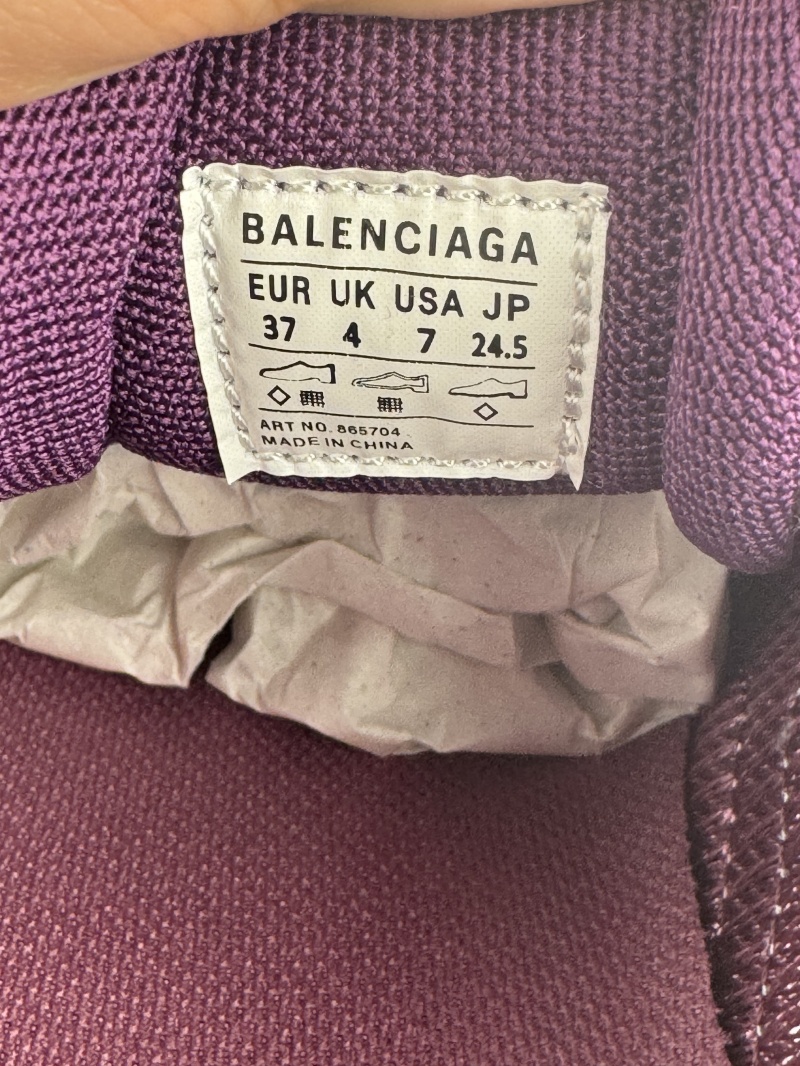 BALENCIAGA
EUR UK USA JP
37 4 7 24.5
ART NO. 865704.
MADE IN CHINA